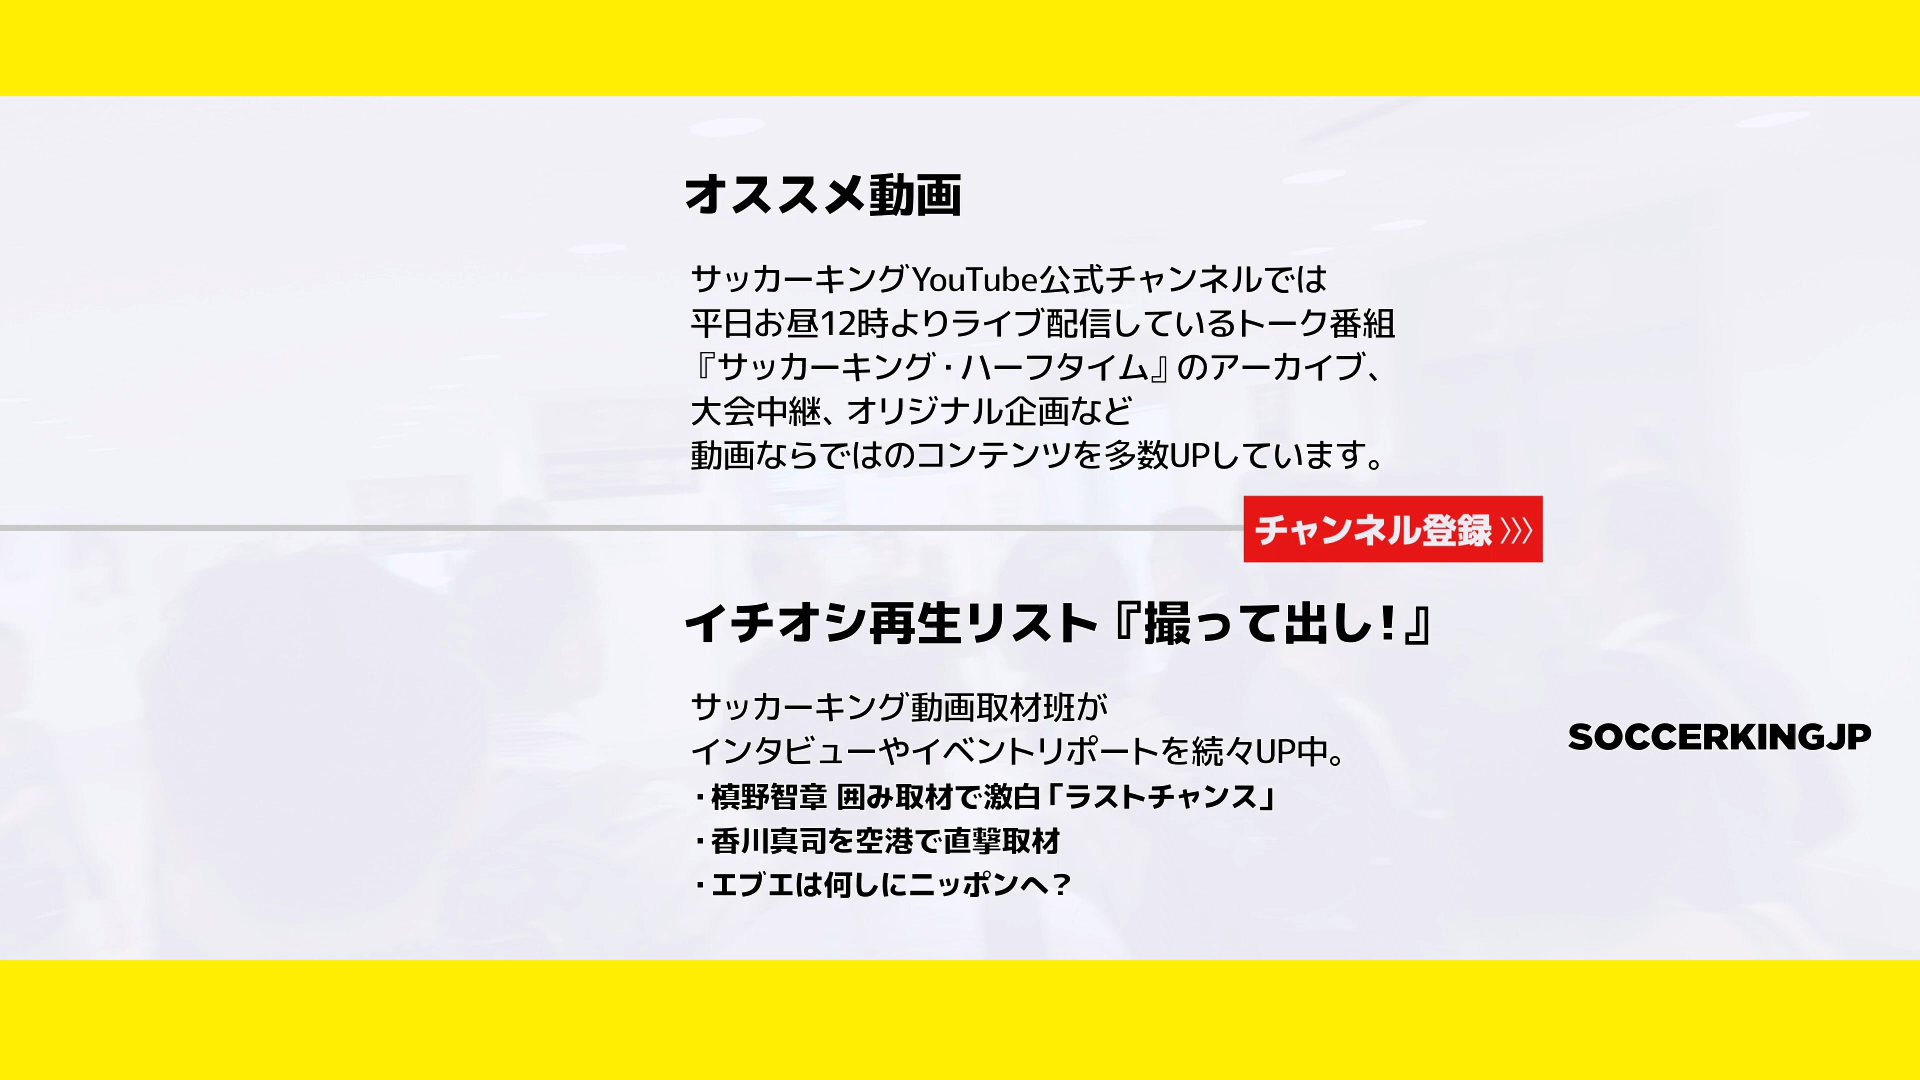 オススメ動画
サッカーキングYouTube公式チャンネルでは
平日お昼12時よりライブ配信しているトーク番組
『サッカーキング・ハーフタイム』のアーカイブ、
大会中継、オリジナル企画など
動画ならではのコンテンツを多数UPしています。
チャンネル登録 》〉
イチオシ再生リスト『撮って出し!』
サッカーキング動画取材班が
インタビューやイベントリポートを続々UP中。
・槙野智章 囲み取材で激白「ラストチャンス」
・香川真司を空港で直撃取材
・エブエは何しにニッポンへ？
SOCCERKINGJP